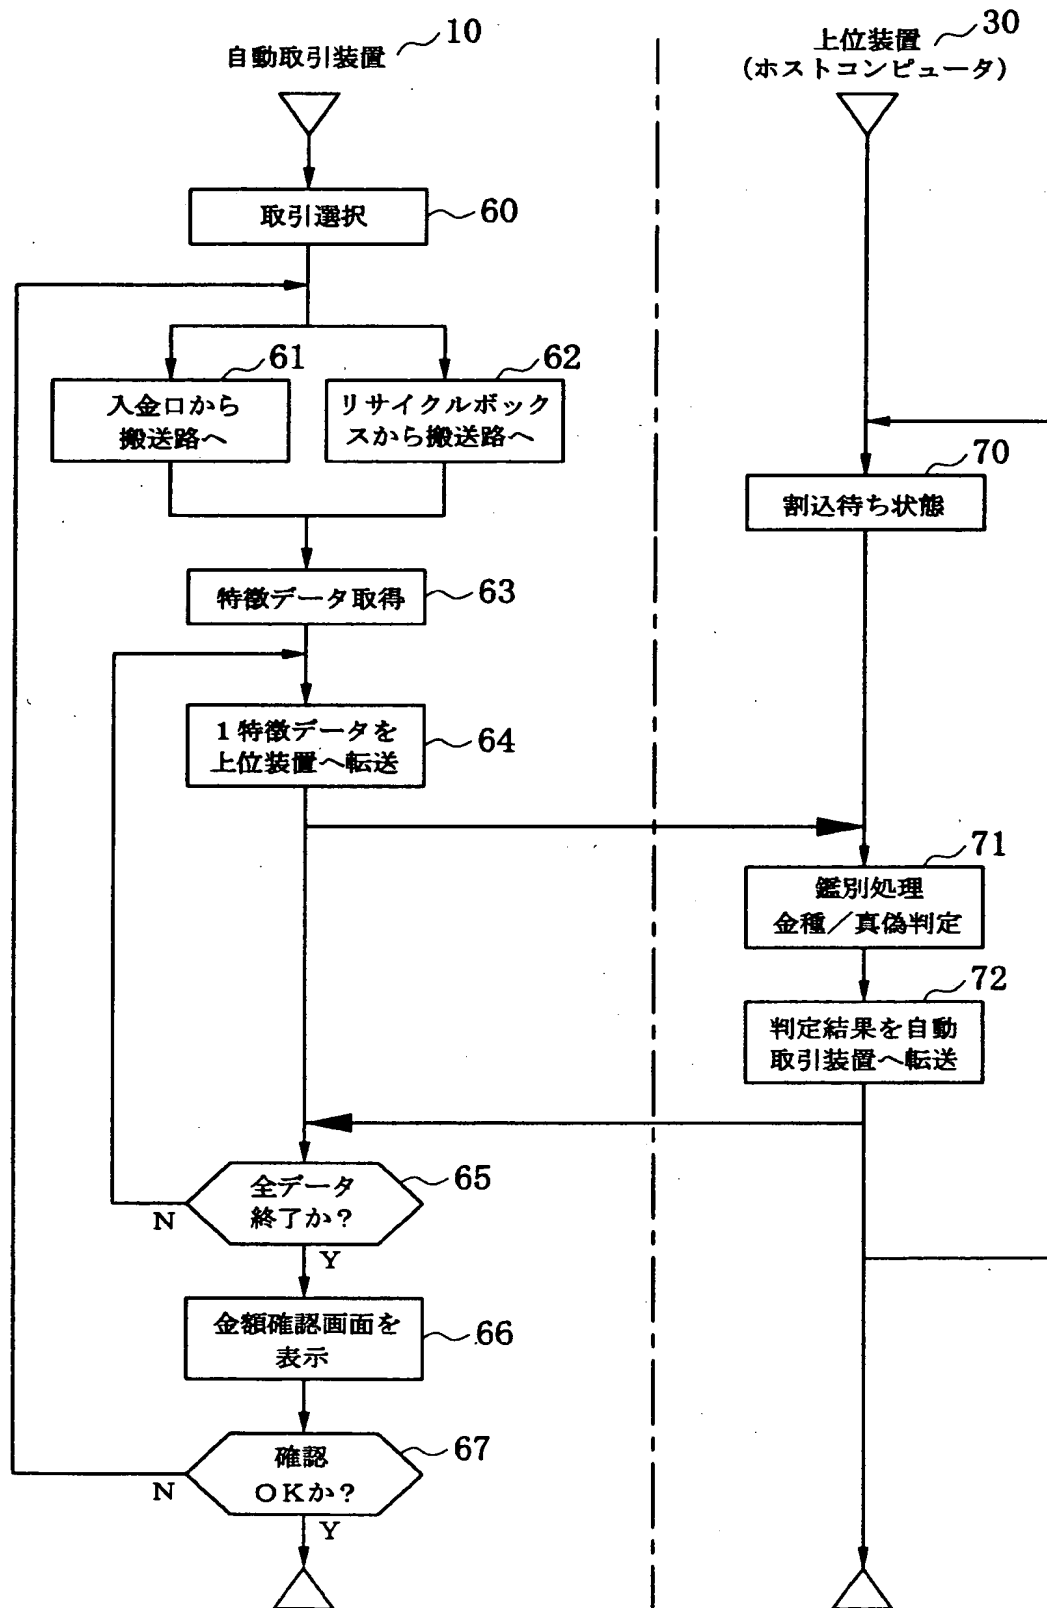 自動取引装置 10
上位装置 30
(ホストコンピュータ)
取引選択 60
61
入金口から
搬送路へ
62
リサイクルボック
スから搬送路へ
70
割込待ち状態
特徴データ取得 63
1特徴データを
上位装置へ転送
64
71
鑑別処理
金種/真偽判定
72
判定結果を自動
取引装置へ転送
全データ
終了か?
65
N
Y
金額確認画面を
表示
66
確認
OKか?
67
N
Y